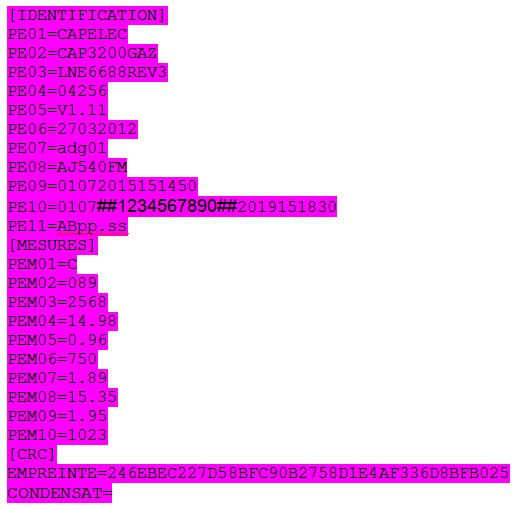 [IDENTIFICATION]
PE01=CAPELEC
PE02=CAP3200GAZ
PE03=LNE6688REV3
PE04=04256
PE05=V1.11
PE06=27032012
PE07=adg01
PE08=AJ540FM
PE09=01072015151450
PE10=0107##1234567890##2019151830
PE11=ABpp.ss
[MESURES]
PEM01=C
PEM02=089
PEM03=2568
PEM04=14.98
PEM05=0.96
PEM06=750
PEM07=1.89
PEM08=15.35
PEM09=1.95
PEM10=1023
[CRC]
EMPREINTE=246EBEC227D58BFC90B2758D1E4AF336D8BFB025
CONDENSAT=